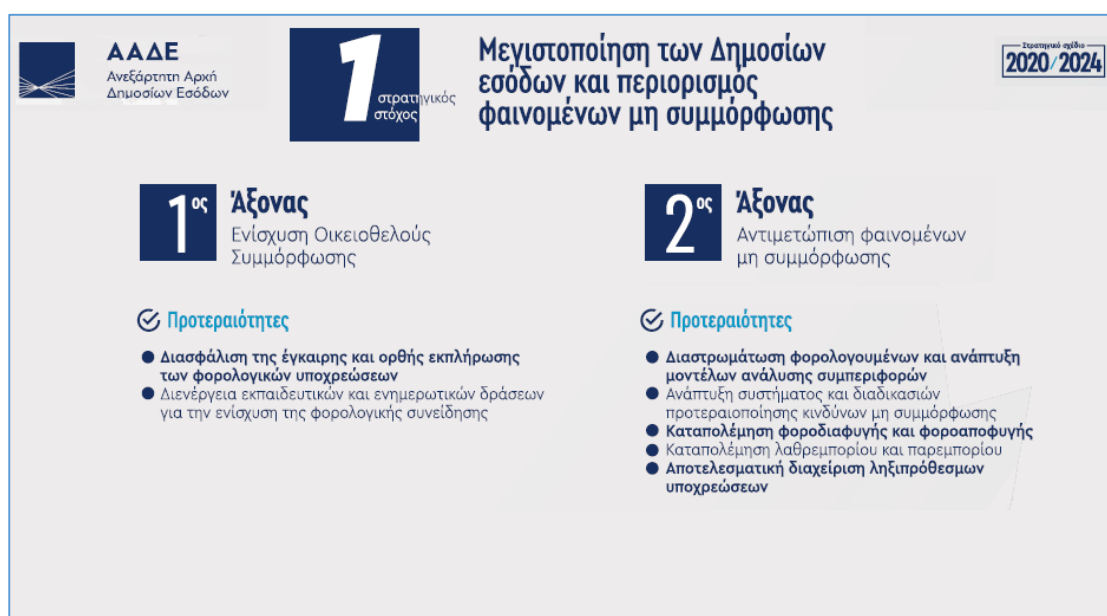 ΑΑΔΕ
Ανεξάρτητη Αρχή
Δημοσίων Εσόδων
1
στρατηγικός
στόχος
Μεγιστοποίηση των Δημοσίων
εσόδων και περιορισμός
φαινομένων μη συμμόρφωσης
Στρατηγικό σχέδιο
2020/2024
1ος Άξονας
Ενίσχυση Οικειοθελούς
Συμμόρφωσης
Προτεραιότητες
● Διασφάλιση της έγκαιρης και ορθής εκπλήρωσης
των φορολογικών υποχρεώσεων
● Διενέργεια εκπαιδευτικών και ενημερωτικών δράσεων
για την ενίσχυση της φορολογικής συνείδησης
2ος Άξονας
Αντιμετώπιση φαινομένων
μη συμμόρφωσης
Προτεραιότητες
● Διαστρωμάτωση φορολογουμένων και ανάπτυξη
μοντέλων ανάλυσης συμπεριφορών
● Ανάπτυξη συστήματος και διαδικασιών
προτεραιοποίησης κινδύνων μη συμμόρφωσης
● Καταπολέμηση φοροδιαφυγής και φοροαποφυγής
● Καταπολέμηση λαθρεμπορίου και παρεμπορίου
● Αποτελεσματική διαχείριση ληξιπρόθεσμων
υποχρεώσεων